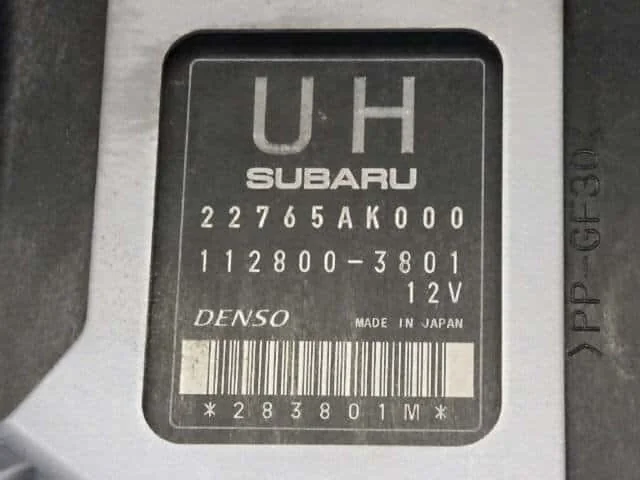 UH
SUBARU
22765AK000
112800-3801
12V
DENSO MADE IN JAPAN
*283801M*
>PP-GF30<